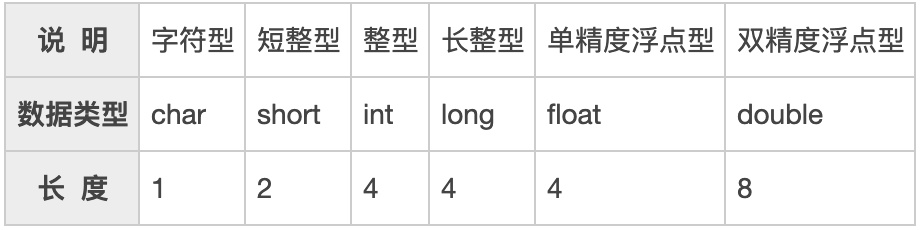 说 明 字符型 短整型 整型 长整型 单精度浮点型 双精度浮点型
数据类型 char short int long float double
长 度 1 2 4 4 4 8